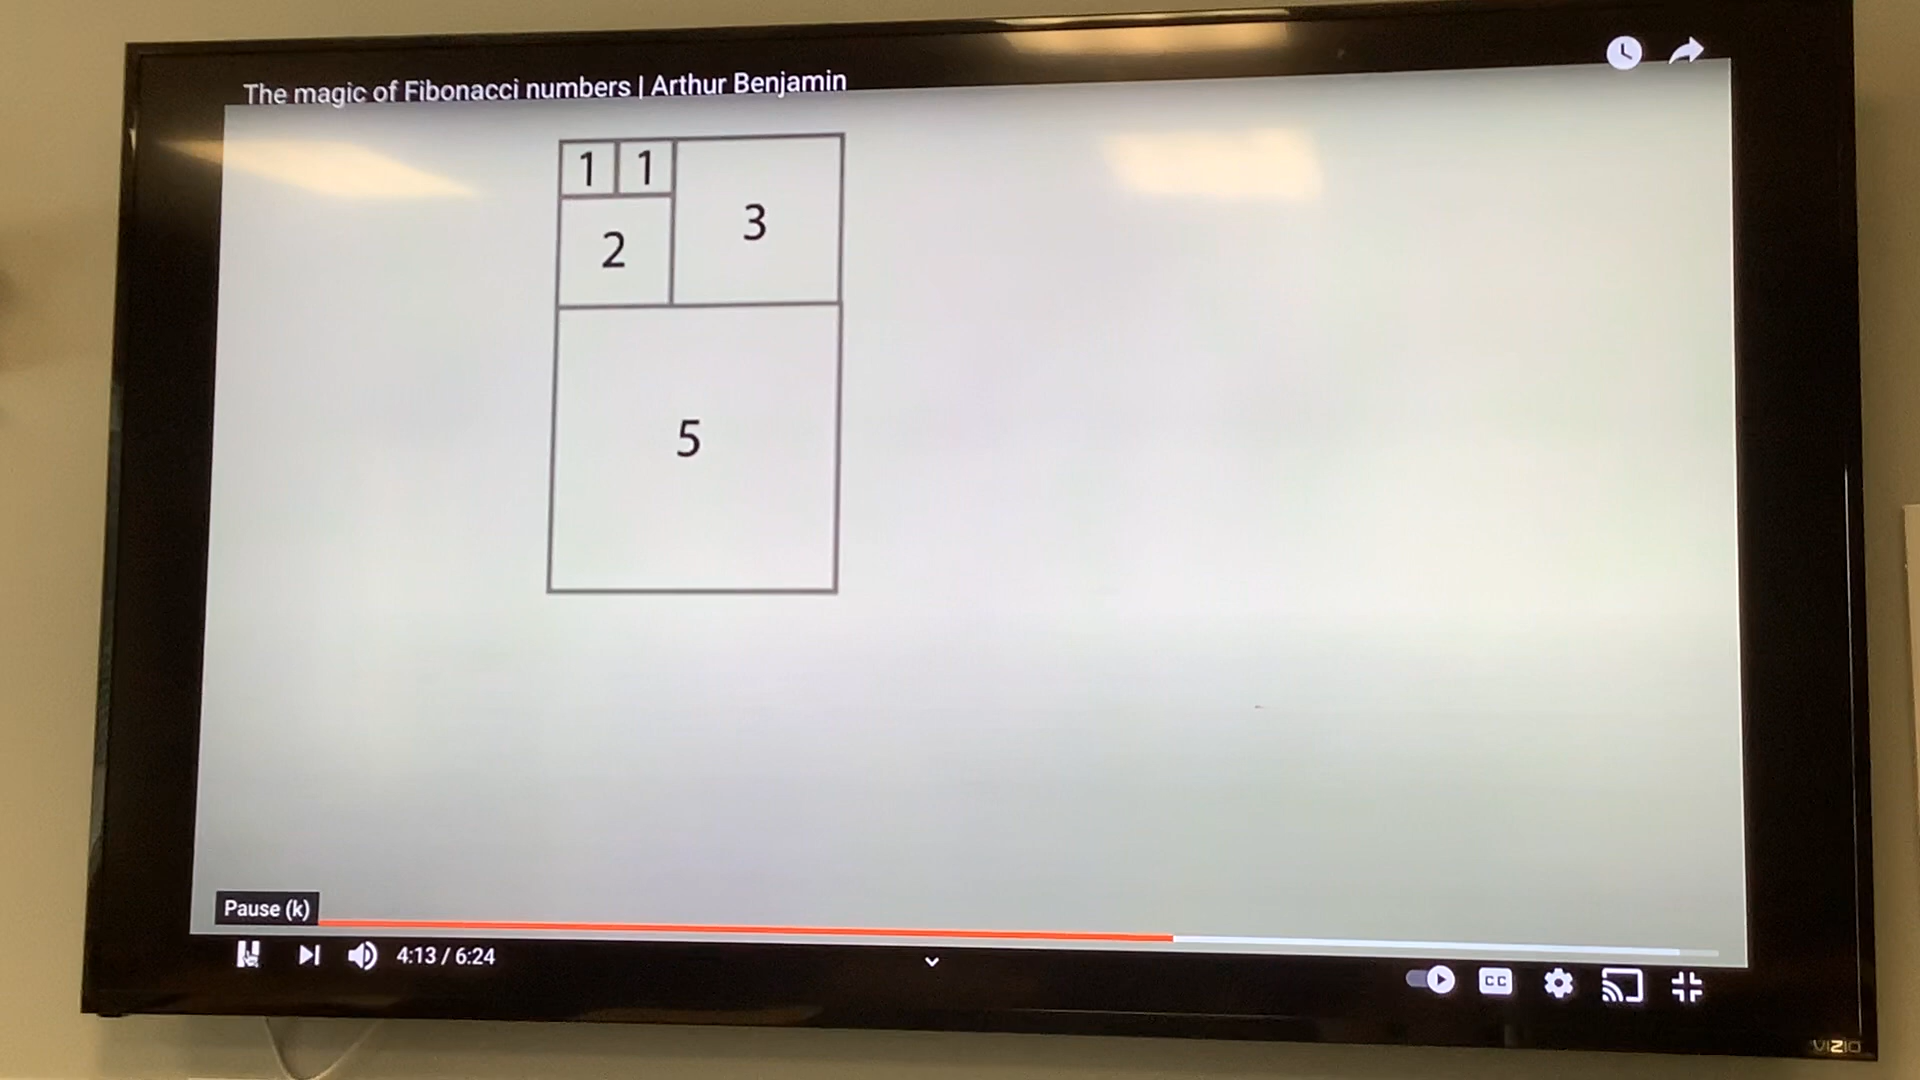 The magic of Fibonacci numbers | Arthur Benjamin
1 1
3
2
5
Pause (k)
4:13 / 6:24
CC
VIZIO